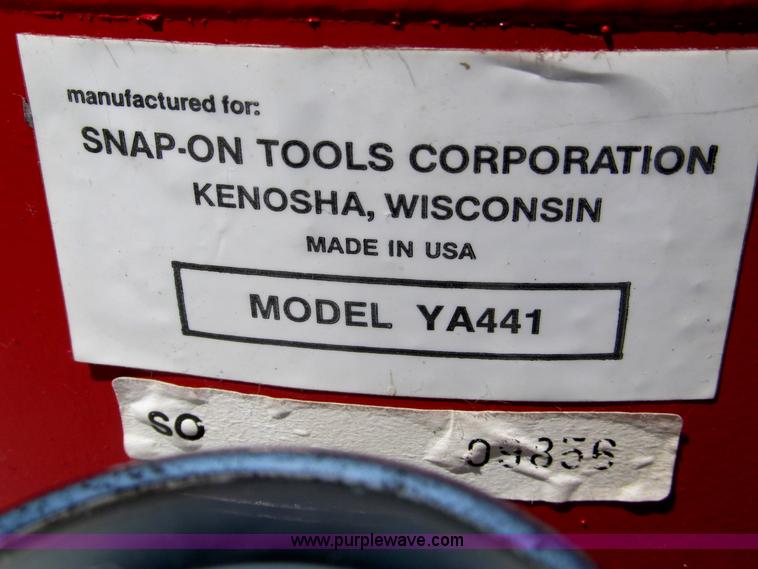 manufactured for:
SNAP-ON TOOLS CORPORATION
KENOSHA, WISCONSIN
MADE IN USA
MODEL YA441
SO
www.purplewave.com